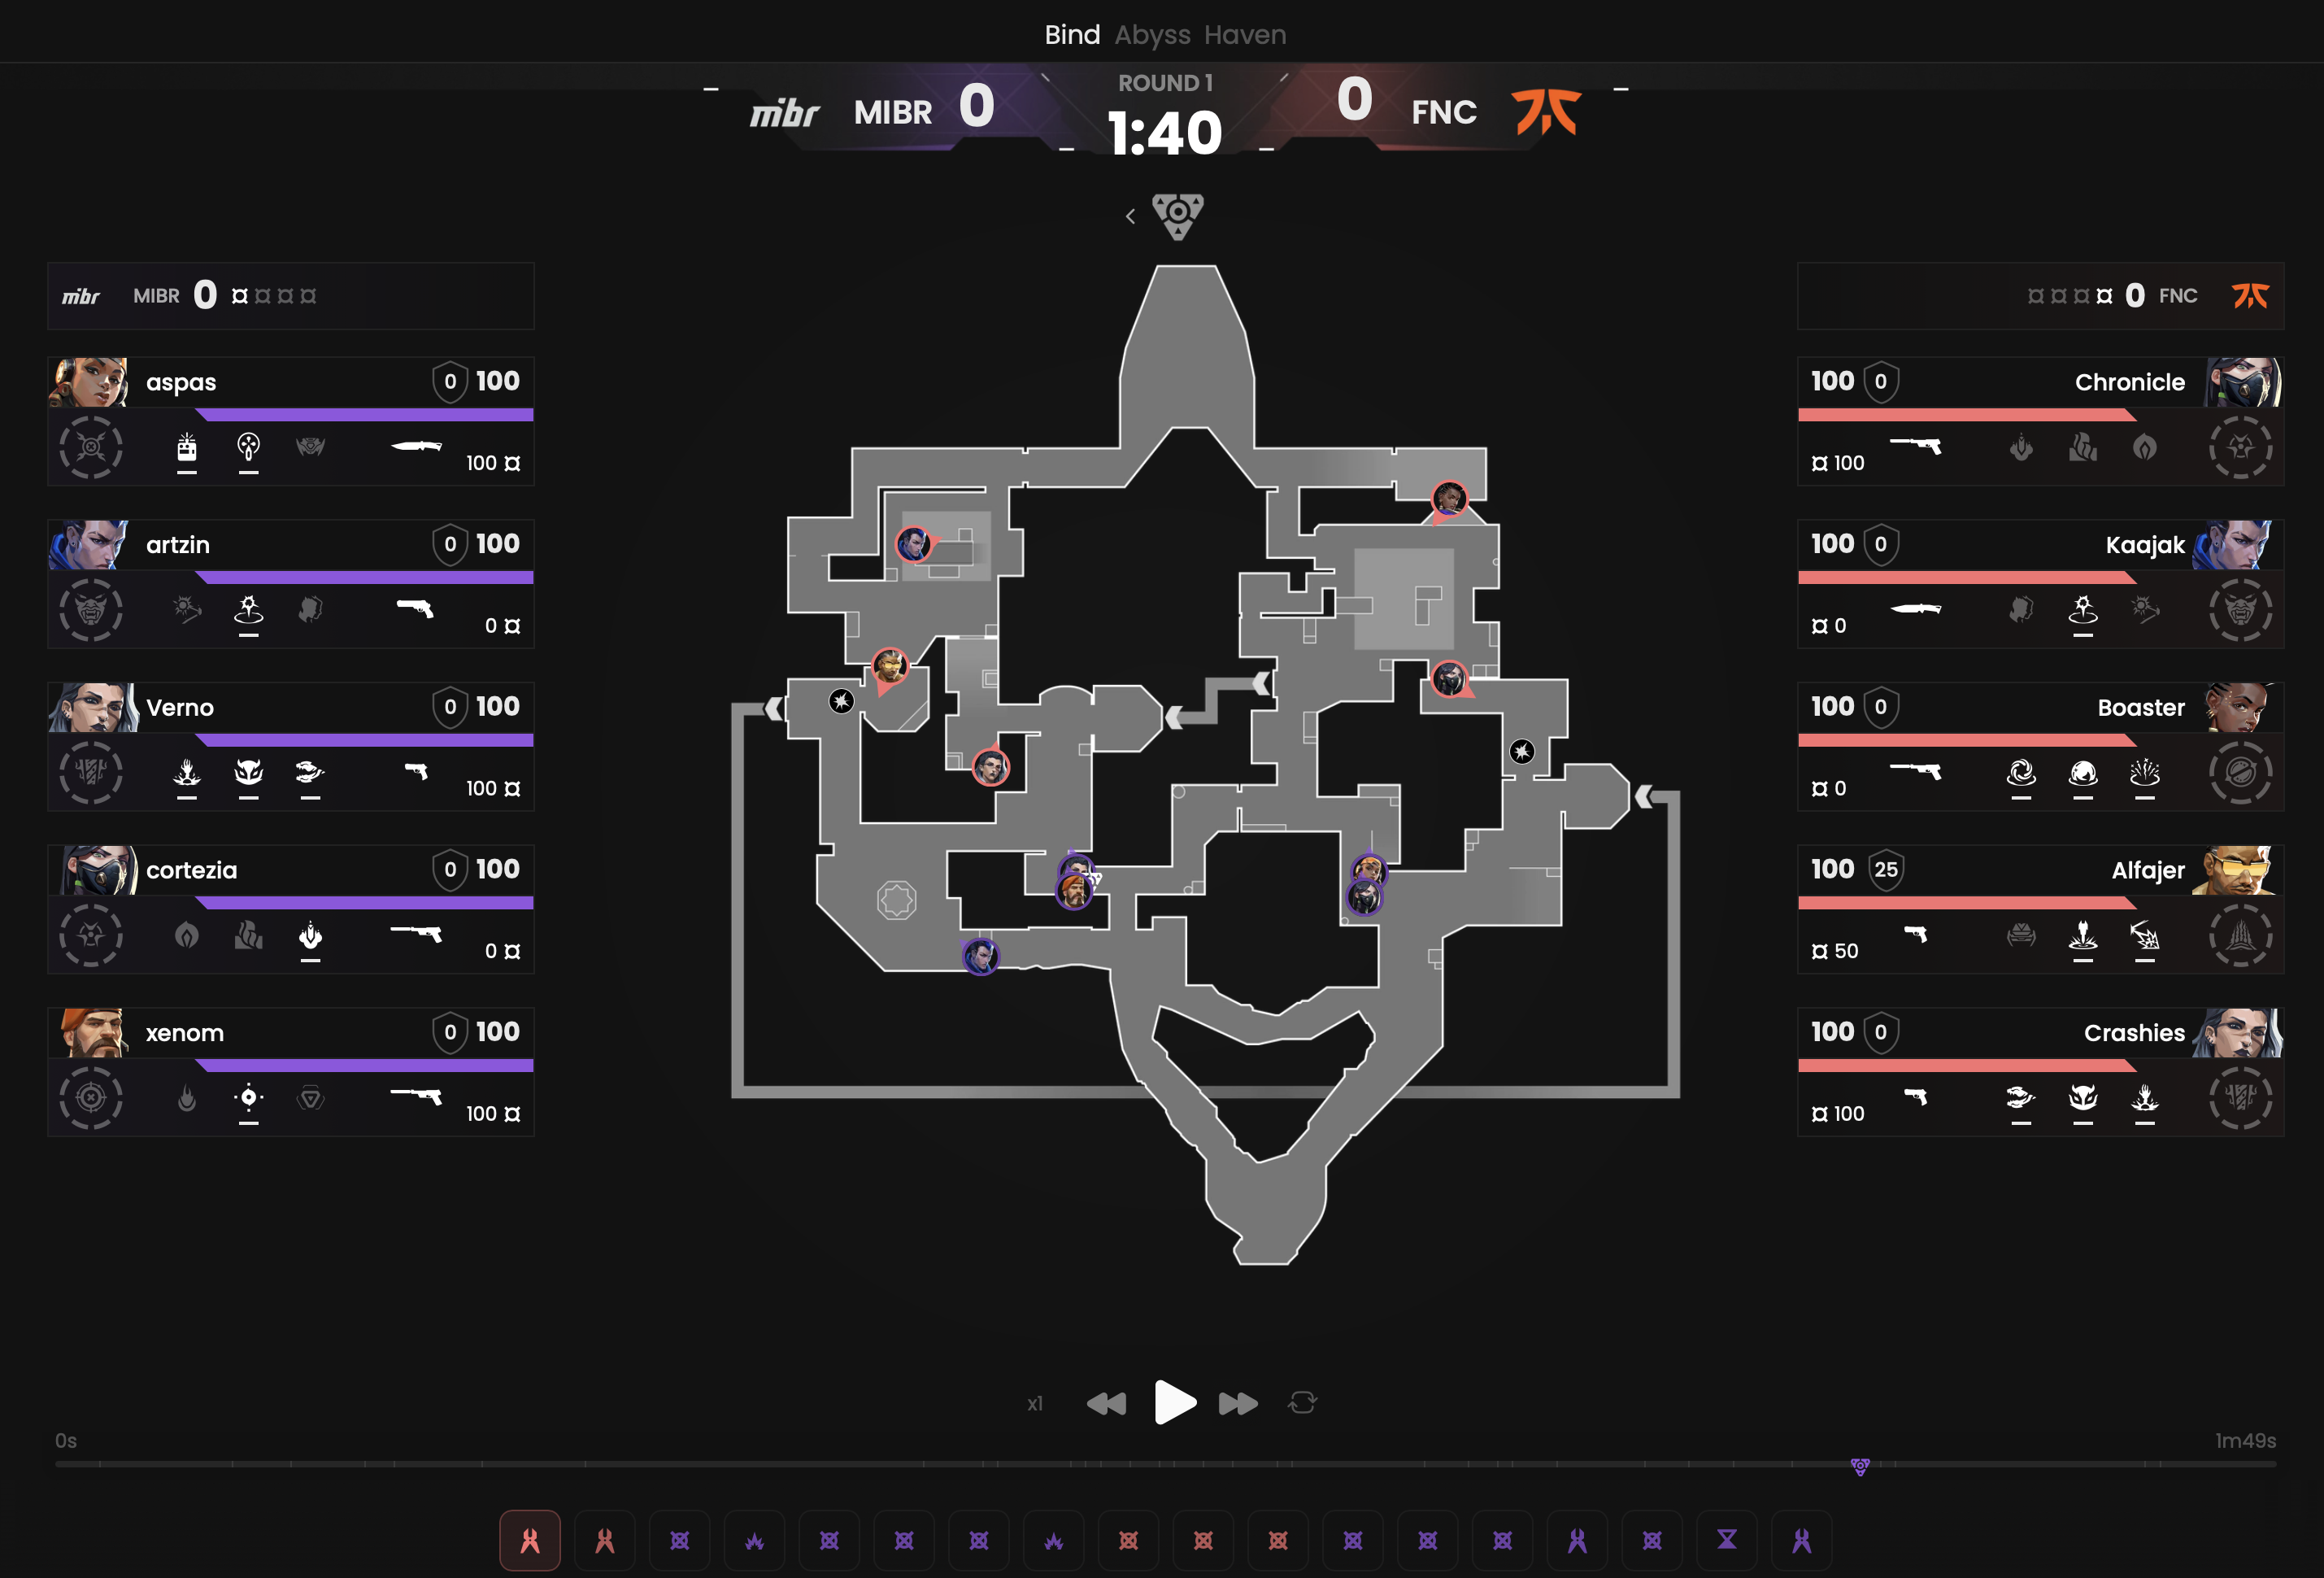 Bind Abyss Haven
ROUND 1
mibr MIBR 0 1:40 0 FNC
mibr MIBR 0
0 FNC
aspas 0 100
100
artzin 0 100
0
Verno 0 100
100
cortezia 0 100
0
xenom 0 100
100
100 0 Chronicle
100
100 0 Kaajak
0
100 0 Boaster
0
100 25 Alfajer
50
100 0 Crashies
100
x1
0s 1m49s